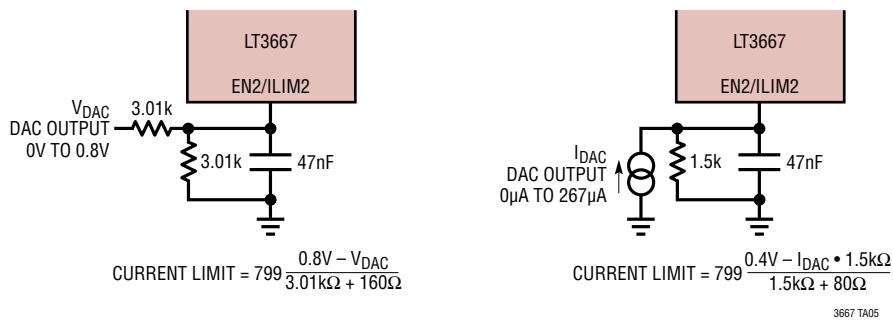 LT3667
EN2/ILIM2
VDAC
DAC OUTPUT
0V TO 0.8V
3.01k
3.01k
47nF
CURRENT LIMIT = 799 0.8V – VDAC
3.01kΩ + 160Ω
LT3667
EN2/ILIM2
IDAC
DAC OUTPUT
0µA TO 267µA
1.5k
47nF
CURRENT LIMIT = 799 0.4V – IDAC • 1.5kΩ
1.5kΩ + 80Ω
3667 TA05